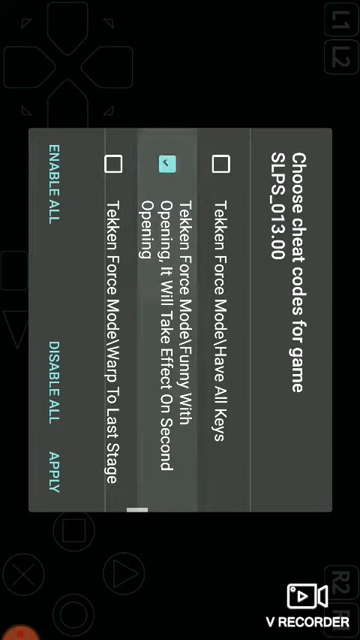 L1
L2
Choose cheat codes for game
SLPS_013.00
Tekken Force Mode\Have All Keys
Tekken Force Mode\Funny With
Opening, It Will Take Effect On Second
Opening
Tekken Force Mode\Warp To Last Stage
ENABLE ALL
DISABLE ALL
APPLY
R2
V RECORDER